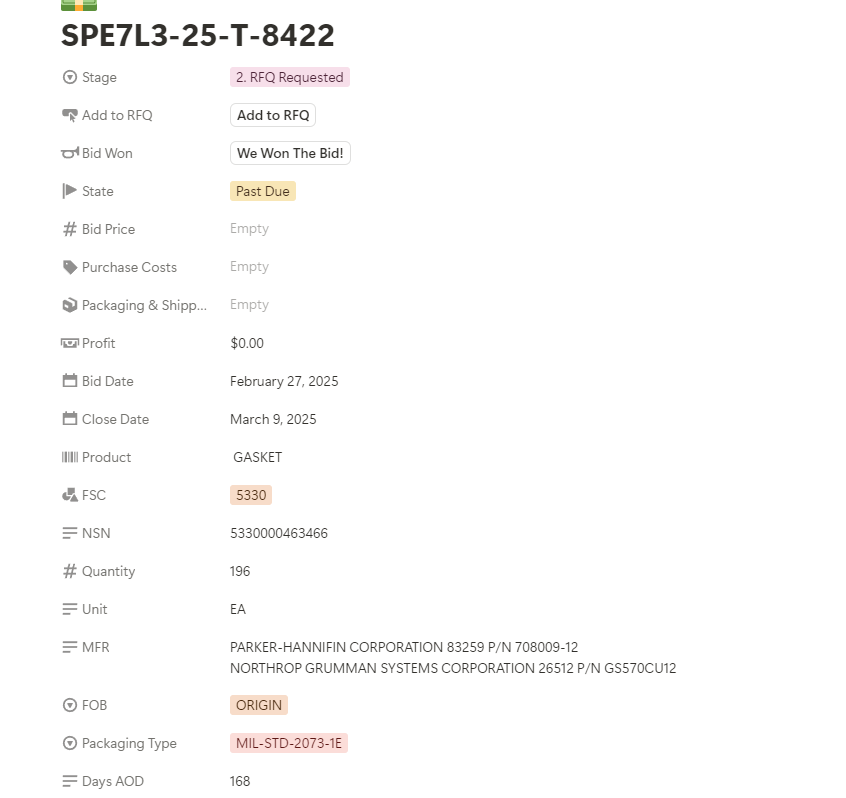 SPE7L3-25-T-8422
Stage 2. RFQ Requested
Add to RFQ Add to RFQ
Bid Won We Won The Bid!
State Past Due
Bid Price Empty
Purchase Costs Empty
Packaging & Shipp... Empty
Profit $0.00
Bid Date February 27, 2025
Close Date March 9, 2025
Product GASKET
FSC 5330
NSN 5330000463466
Quantity 196
Unit EA
MFR PARKER-HANNIFIN CORPORATION 83259 P/N 708009-12
NORTHROP GRUMMAN SYSTEMS CORPORATION 26512 P/N GS570CU12
FOB ORIGIN
Packaging Type MIL-STD-2073-1E
Days AOD 168